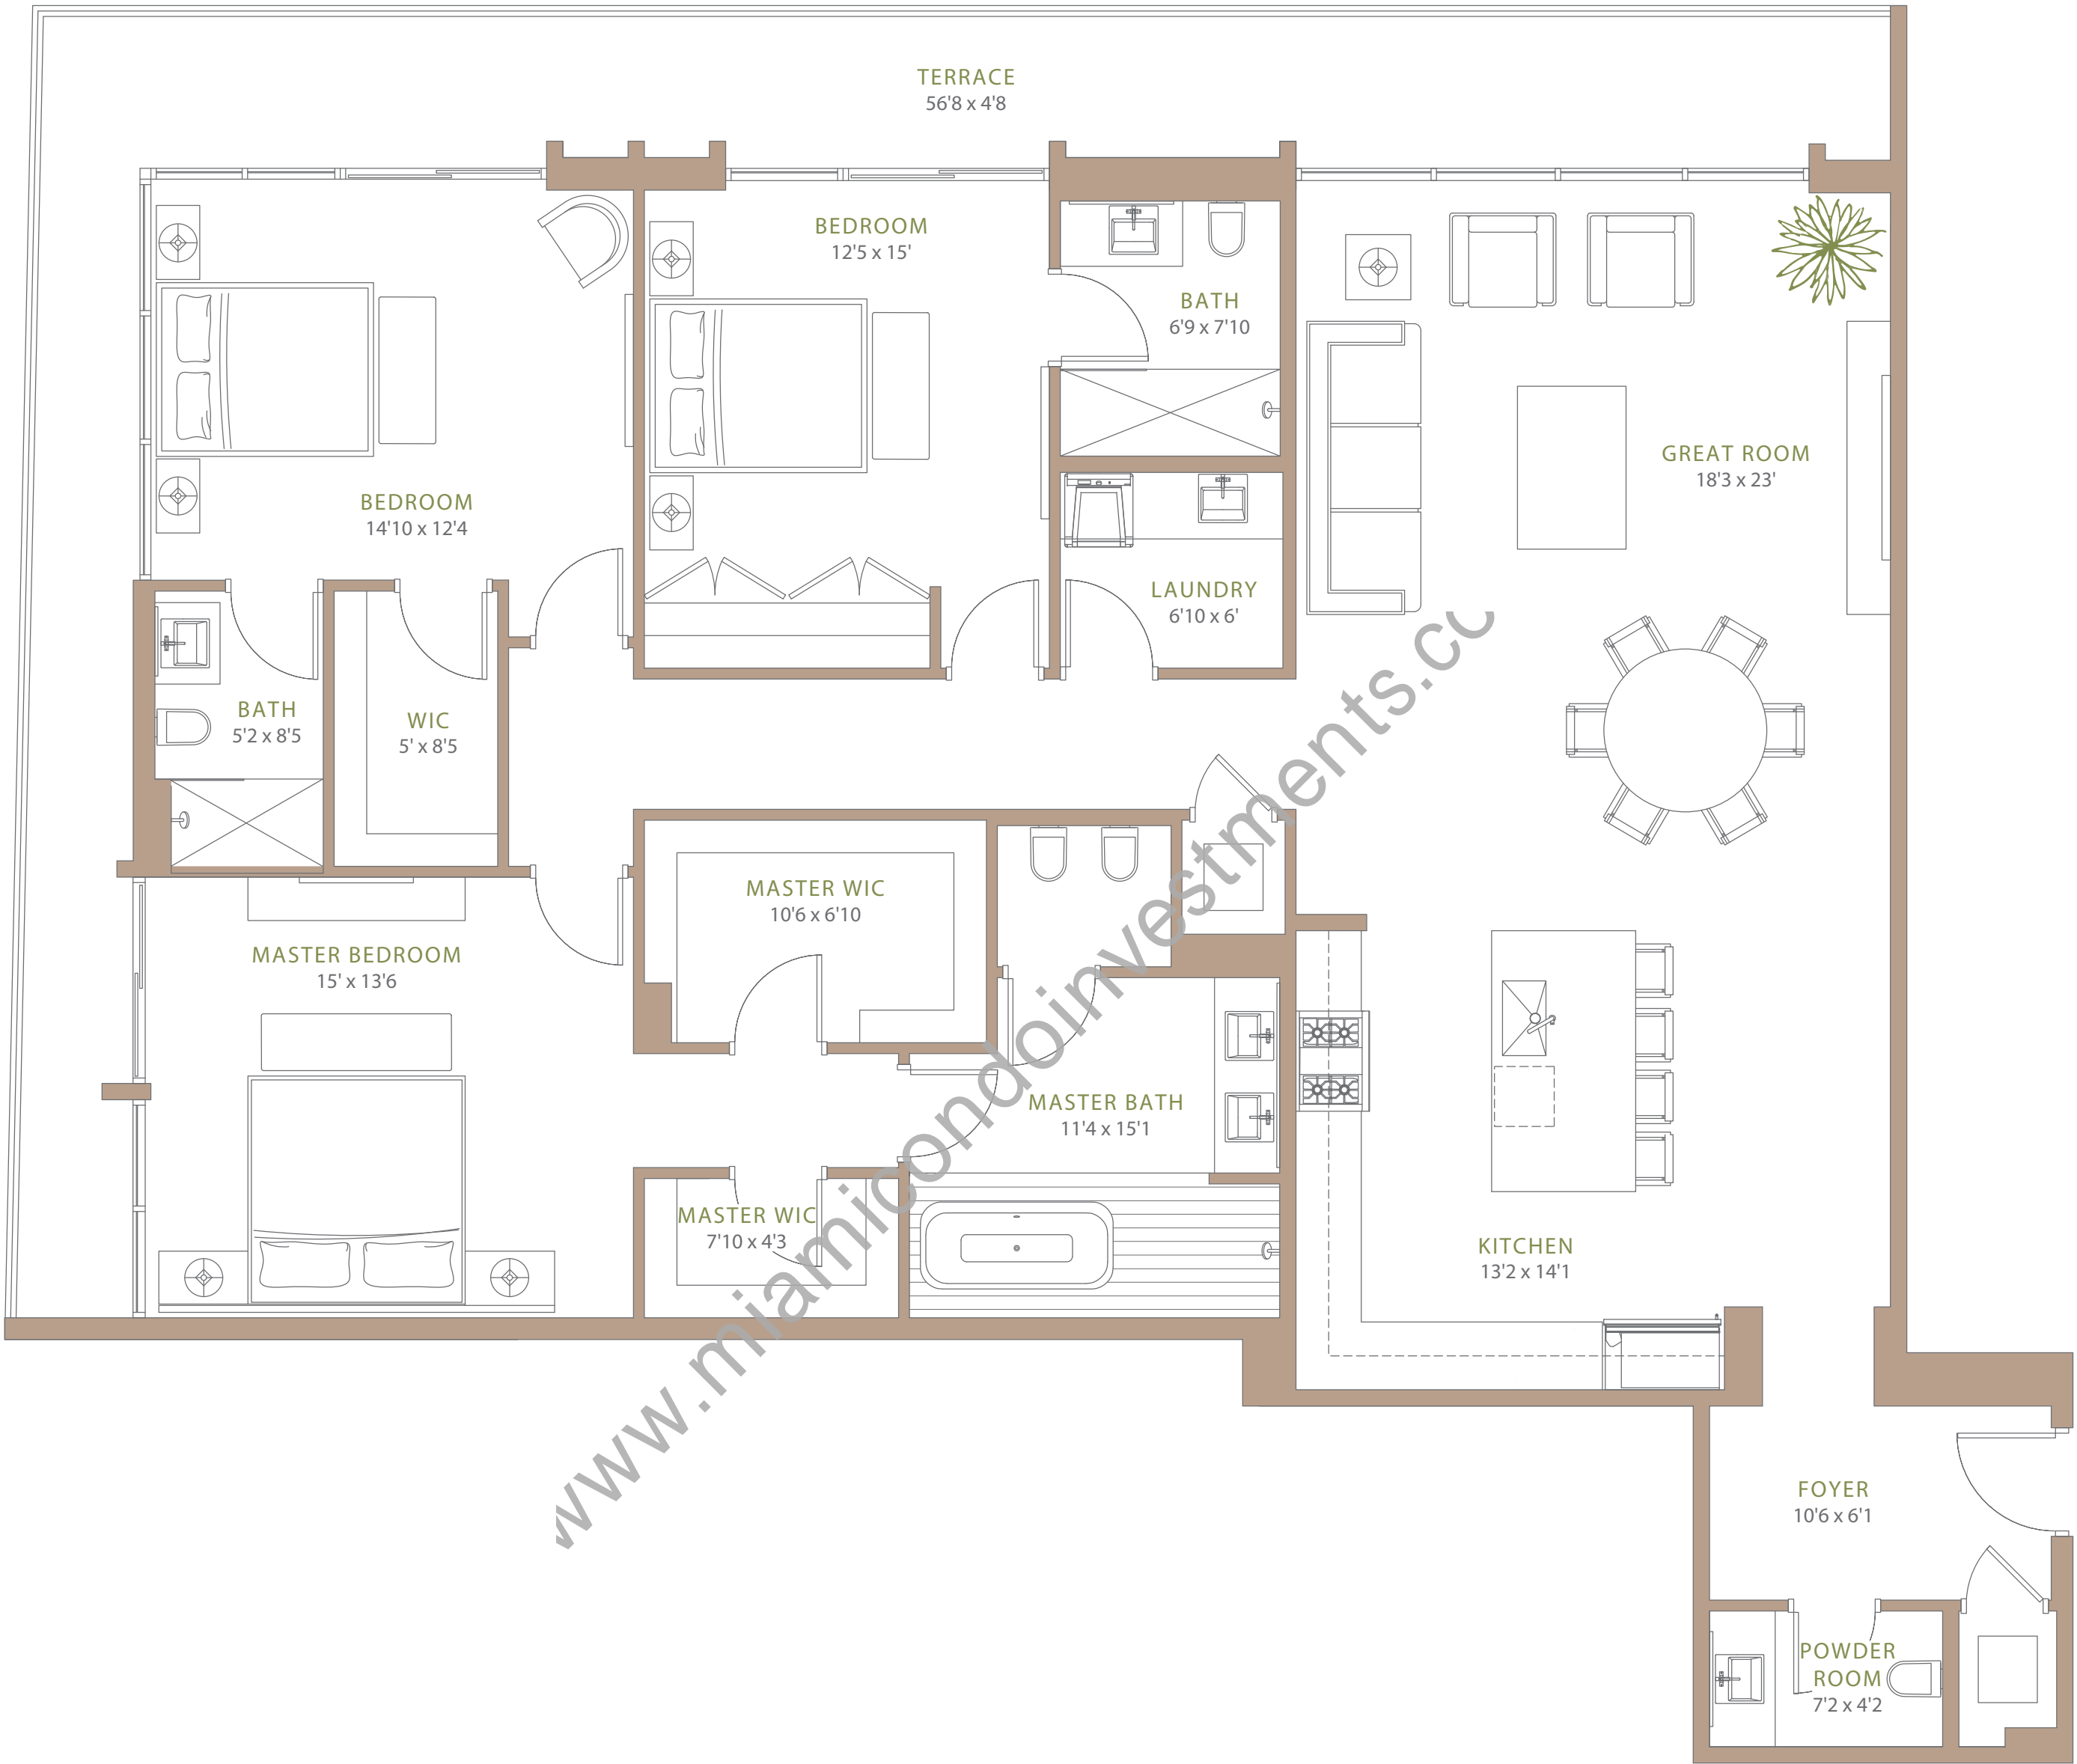 TERRACE
56'8 x 4'8
BEDROOM
12'5 x 15'
BATH
6'9 x 7'10
GREAT ROOM
18'3 x 23'
BEDROOM
14'10 x 12'4
LAUNDRY
6'10 x 6'
BATH
5'2 x 8'5
WIC
5' x 8'5
MASTER WIC
10'6 x 6'10
MASTER BEDROOM
15' x 13'6
MASTER BATH
11'4 x 15'1
MASTER WIC
7'10 x 4'3
KITCHEN
13'2 x 14'1
FOYER
10'6 x 6'1
POWDER
ROOM
7'2 x 4'2
www.miamicondoinvestments.co